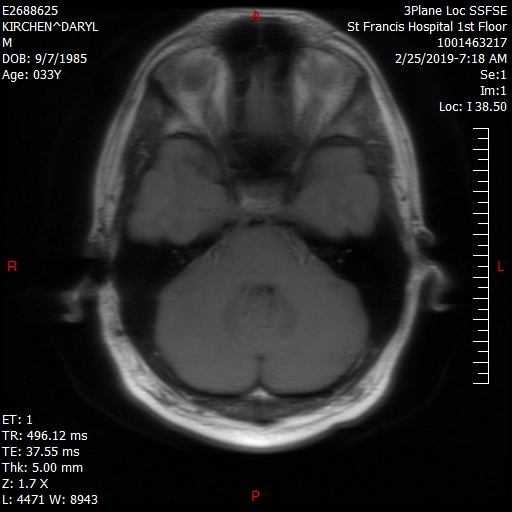 E2688625
KIRCHEN^DARYL
M
DOB: 9/7/1985
Age: 033Y
3Plane Loc SSFSE
St Francis Hospital 1st Floor
1001463217
2/25/2019-7:18 AM
Se:1
Im:1
Loc: I 38.50
A
R
L
ET: 1
TR: 496.12 ms
TE: 37.55 ms
Thk: 5.00 mm
Z: 1.7 X
L: 4471 W: 8943
P